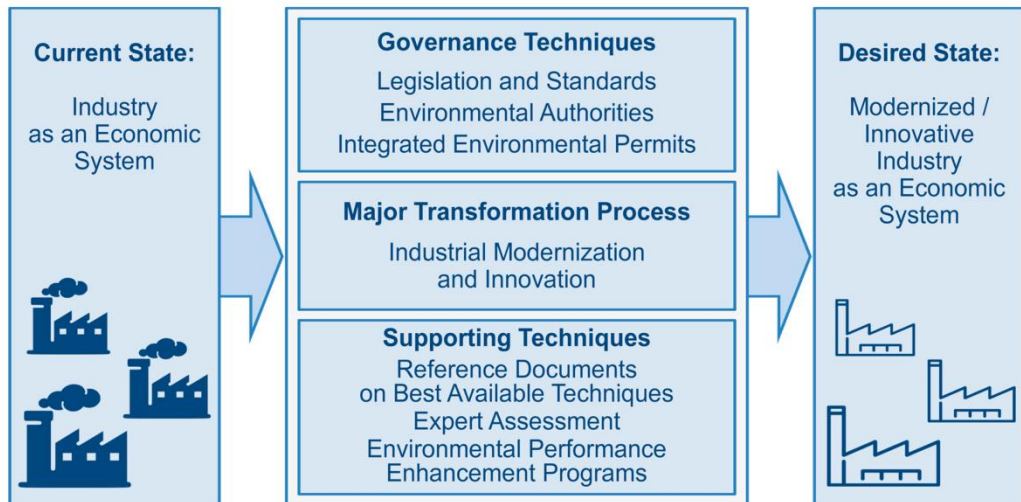 Current State:
Industry
as an Economic
System
Governance Techniques
Legislation and Standards
Environmental Authorities
Integrated Environmental Permits
Major Transformation Process
Industrial Modernization
and Innovation
Supporting Techniques
Reference Documents
on Best Available Techniques
Expert Assessment
Environmental Performance
Enhancement Programs
Desired State:
Modernized /
Innovative
Industry
as an Economic
System